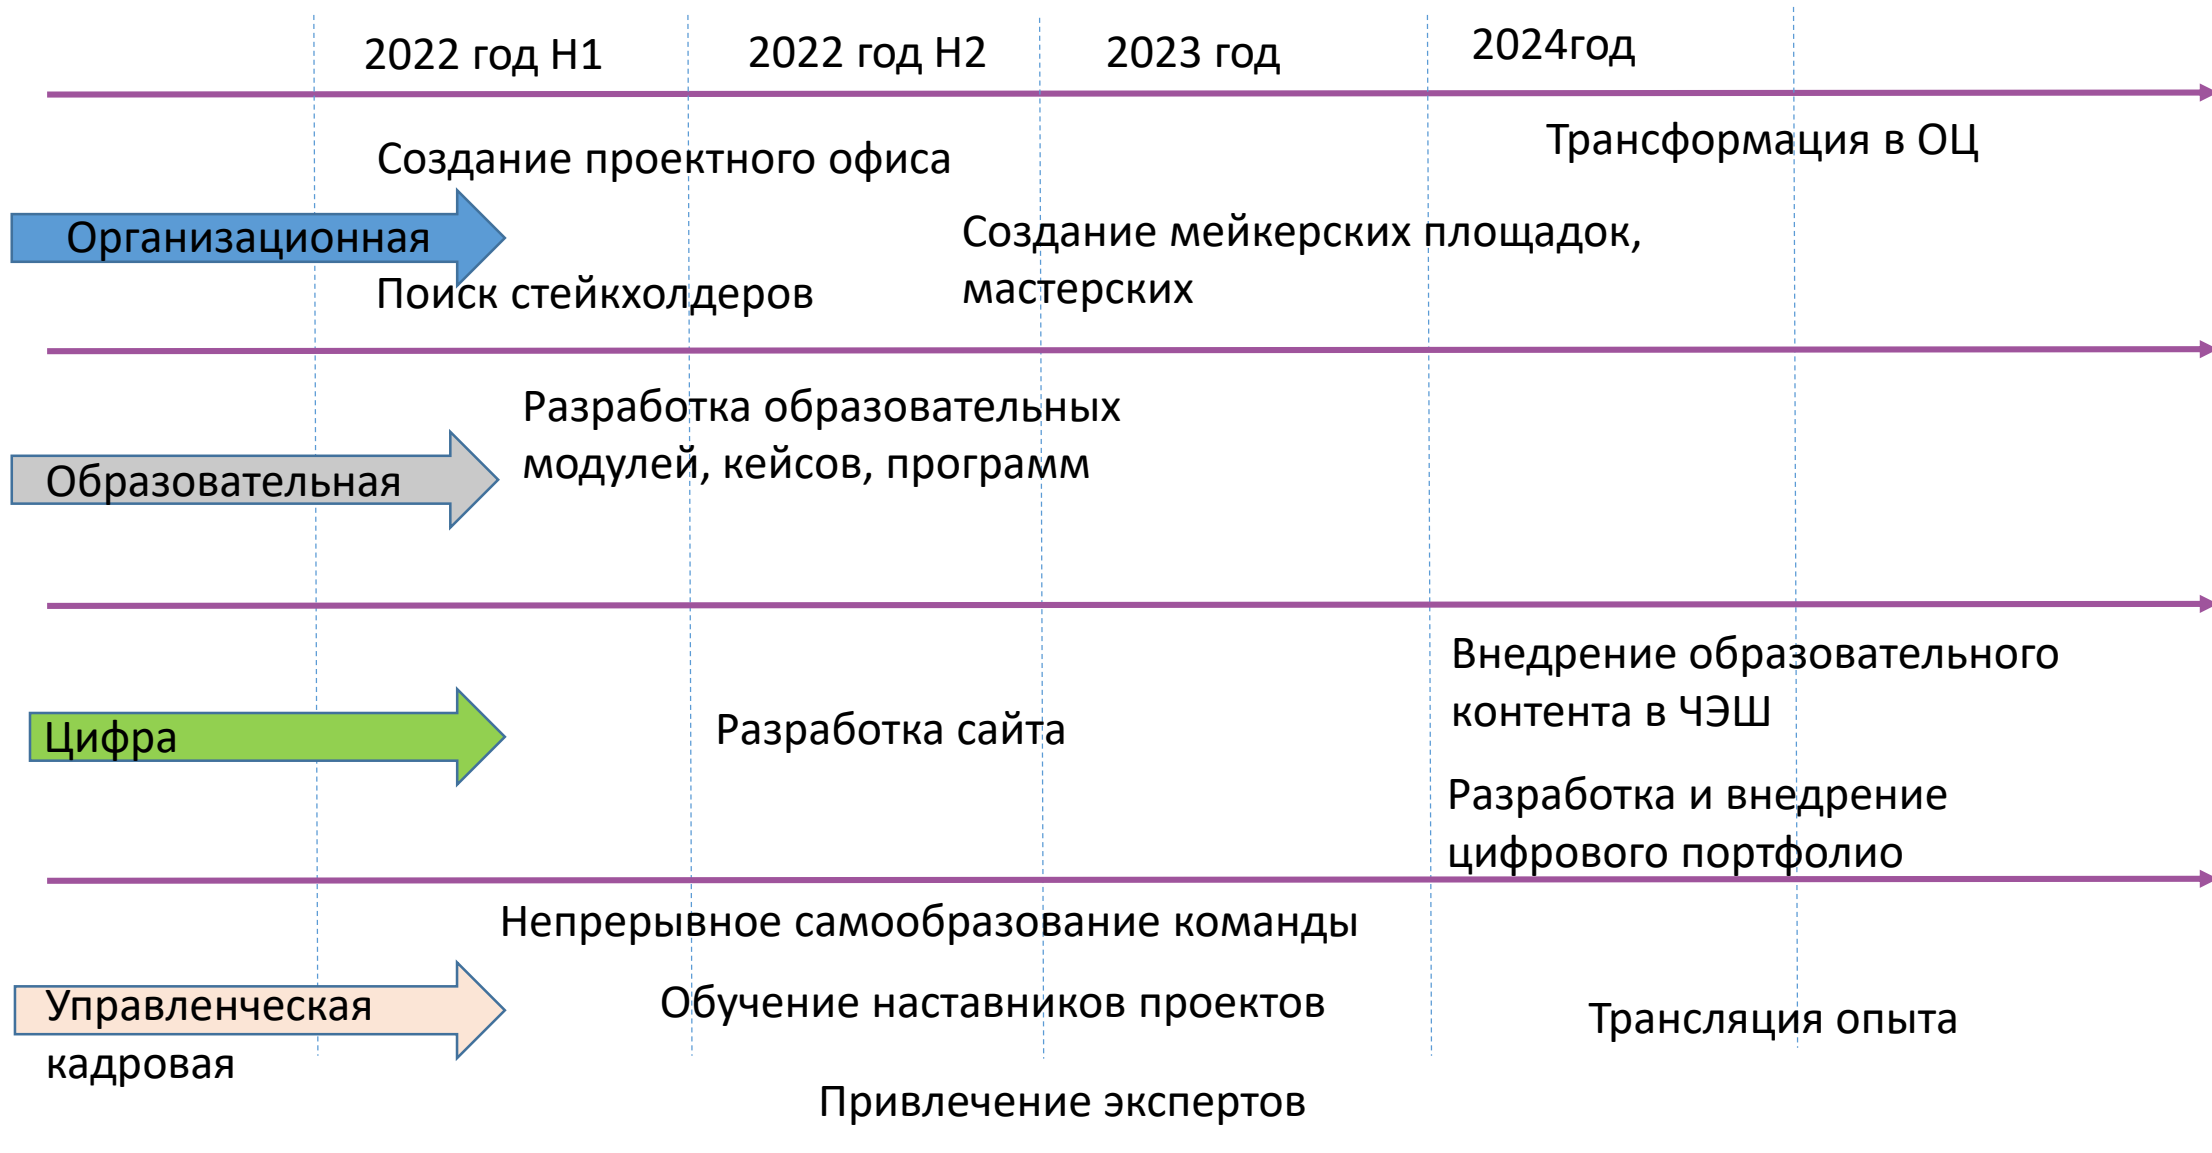 2022 год H1
2022 год H2
2023 год
2024год
Создание проектного офиса
Трансформация в ОЦ
Организационная
Создание мейкерских площадок,
мастерских
Поиск стейкхолдеров
Разработка образовательных
модулей, кейсов, программ
Образовательная
Внедрение образовательного
контента в ЧЭШ
Цифра
Разработка сайта
Разработка и внедрение
цифрового портфолио
Непрерывное самообразование команды
Управленческая
кадровая
Обучение наставников проектов
Трансляция опыта
Привлечение экспертов